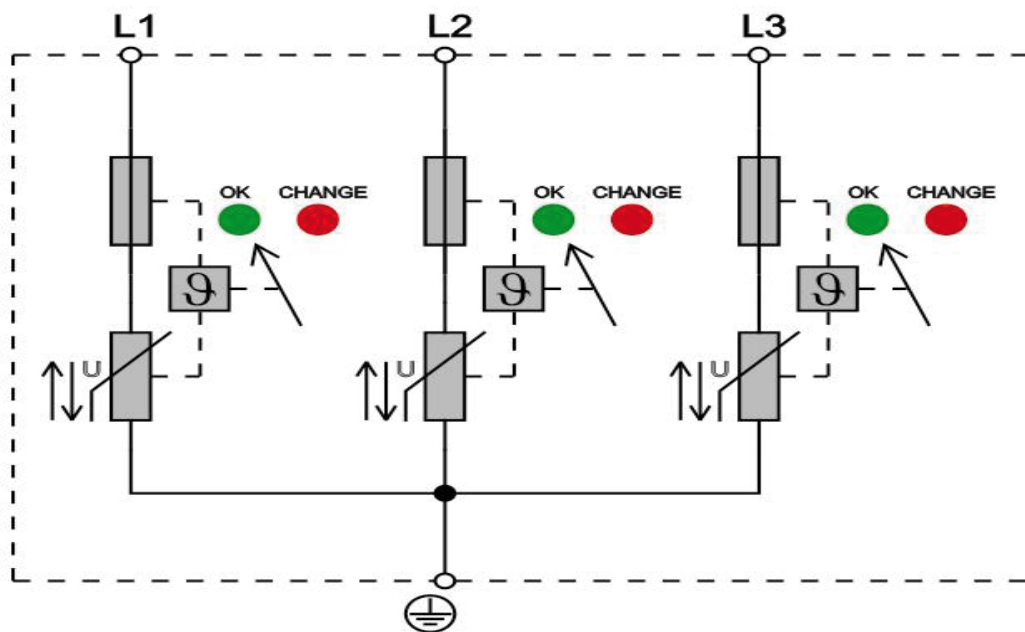 L1 L2 L3
OK CHANGE OK CHANGE OK CHANGE
ϑ ϑ ϑ
U U U